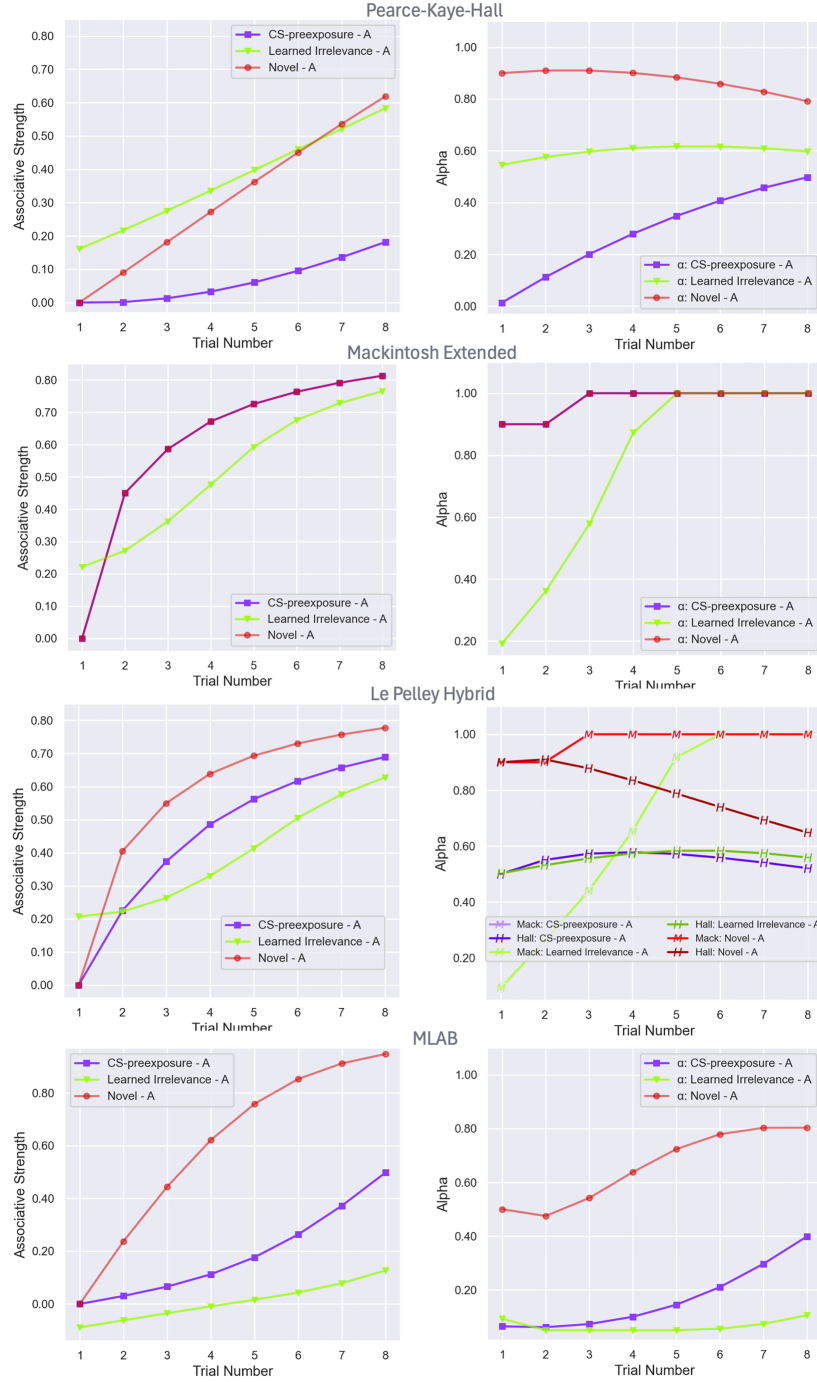 Pearce-Kaye-Hall
Associative Strength
0.80
0.70
0.60
0.50
0.40
0.30
0.20
0.10
0.00
CS-preexposure - A
Learned Irrelevance - A
Novel - A
1 2 3 4 5 6 7 8
Trial Number
Alpha
1.00
0.80
0.60
0.40
0.20
0.00
α: CS-preexposure - A
α: Learned Irrelevance - A
α: Novel - A
1 2 3 4 5 6 7 8
Trial Number
Mackintosh Extended
Associative Strength
0.80
0.70
0.60
0.50
0.40
0.30
0.20
0.10
0.00
CS-preexposure - A
Learned Irrelevance - A
Novel - A
1 2 3 4 5 6 7 8
Trial Number
Alpha
1.00
0.80
0.60
0.40
0.20
α: CS-preexposure - A
α: Learned Irrelevance - A
α: Novel - A
1 2 3 4 5 6 7 8
Trial Number
Le Pelley Hybrid
Associative Strength
0.80
0.70
0.60
0.50
0.40
0.30
0.20
0.10
0.00
CS-preexposure - A
Learned Irrelevance - A
Novel - A
1 2 3 4 5 6 7 8
Trial Number
Alpha
1.00
0.80
0.60
0.40
0.20
Mack: CS-preexposure - A
Hall: CS-preexposure - A
Mack: Learned Irrelevance - A
Hall: Learned Irrelevance - A
Mack: Novel - A
Hall: Novel - A
1 2 3 4 5 6 7 8
Trial Number
MLAB
Associative Strength
0.80
0.60
0.40
0.20
0.00
CS-preexposure - A
Learned Irrelevance - A
Novel - A
1 2 3 4 5 6 7 8
Trial Number
Alpha
1.00
0.80
0.60
0.40
0.20
α: CS-preexposure - A
α: Learned Irrelevance - A
α: Novel - A
1 2 3 4 5 6 7 8
Trial Number